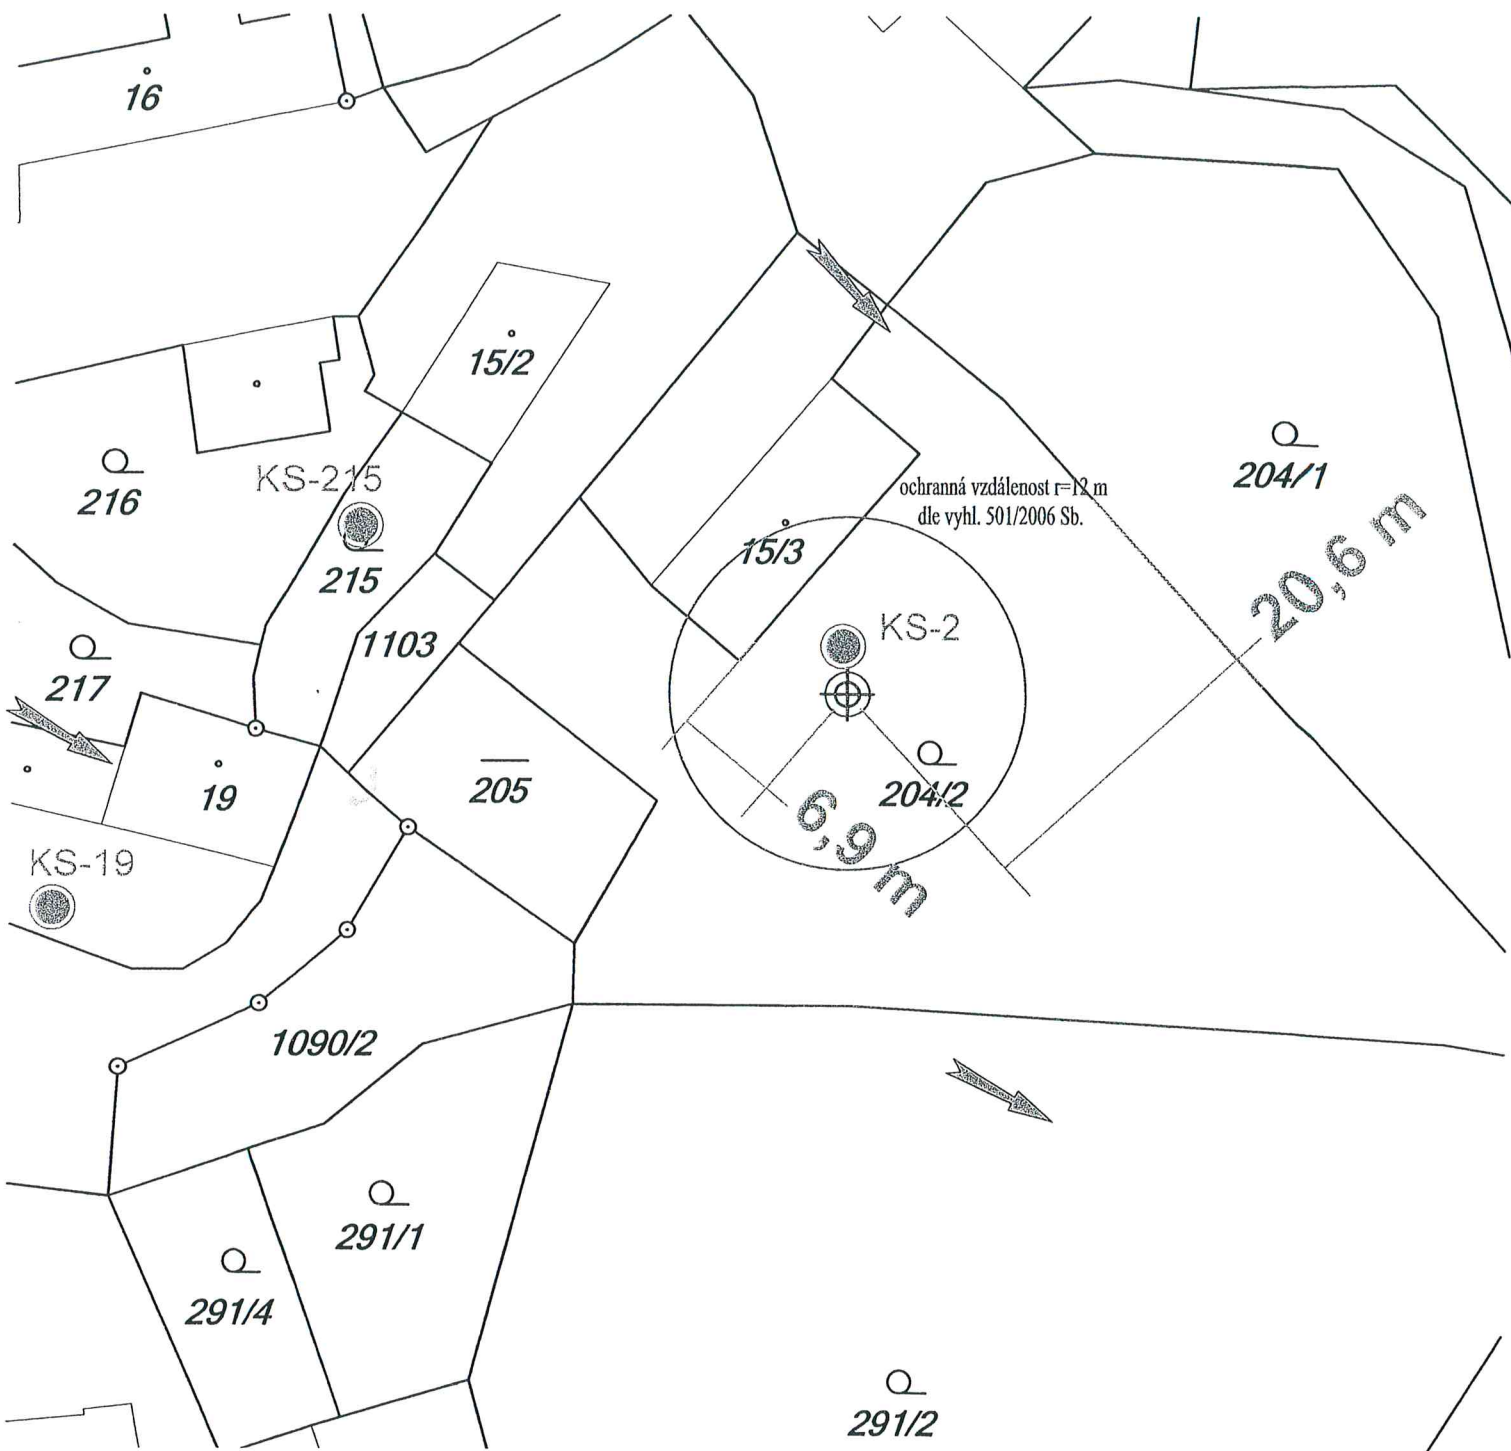 16
15/2
216
KS-215
215
204/1
ochranná vzdálenost r=12 m
dle vyhl. 501/2006 Sb.
15/3
20,6 m
1103
KS-2
217
19
205
204/2
6,9 m
KS-19
1090/2
291/1
291/4
291/2